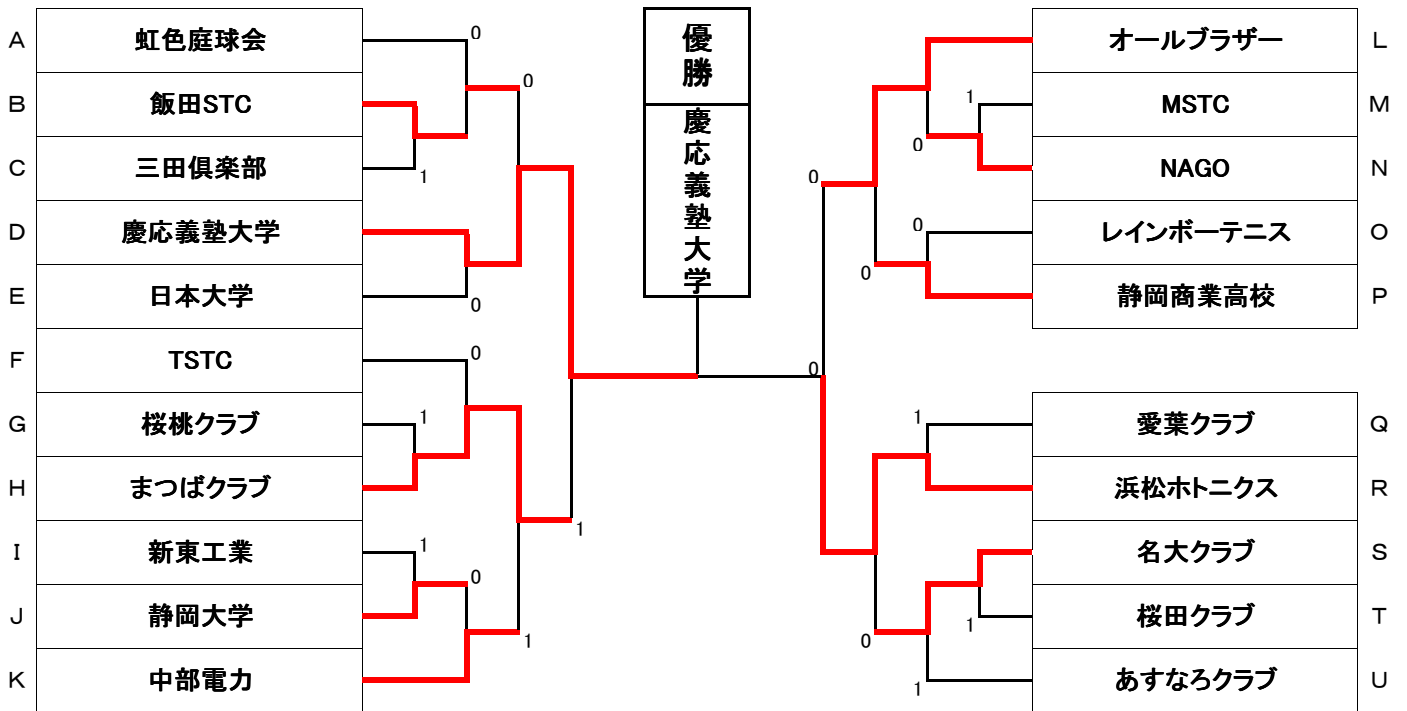 A 虹色庭球会 0
B 飯田STC 0
C 三田倶楽部 1
D 慶応義塾大学
E 日本大学 0
F TSTC 0
G 桜桃クラブ 1
H まつばクラブ
1
I 新東工業 1
J 静岡大学 0
K 中部電力 1
優勝
慶応義塾大学
オールブラザー L
1 MSTC M
0 NAGO N
0
0 レインボーテニス O
0 静岡商業高校 P
0
1 愛葉クラブ Q
浜松ホトニクス R
名大クラブ S
1 桜田クラブ T
0
1 あすなろクラブ U